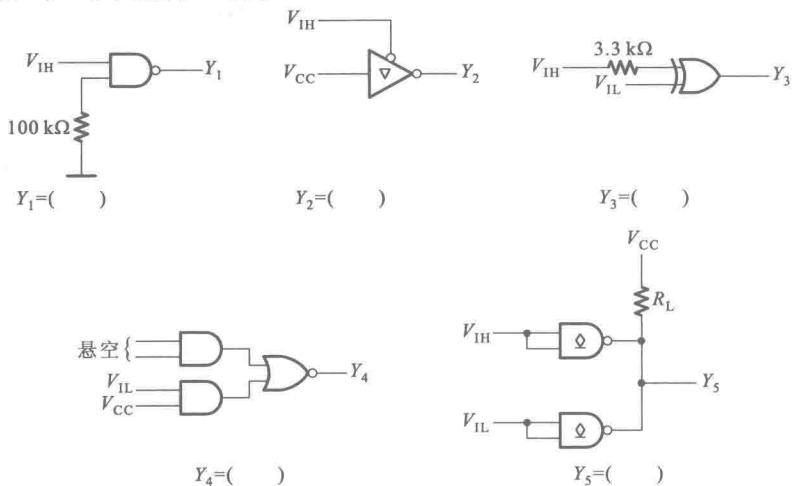 V_IH
Y_1
100 kΩ
Y_1=( )
V_IH
V_CC
Y_2
Y_2=( )
3.3 kΩ
V_IH
V_IL
Y_3
Y_3=( )
悬空{
V_IL
V_CC
Y_4
Y_4=( )
V_CC
R_L
V_IH
Y_5
V_IL
Y_5=( )